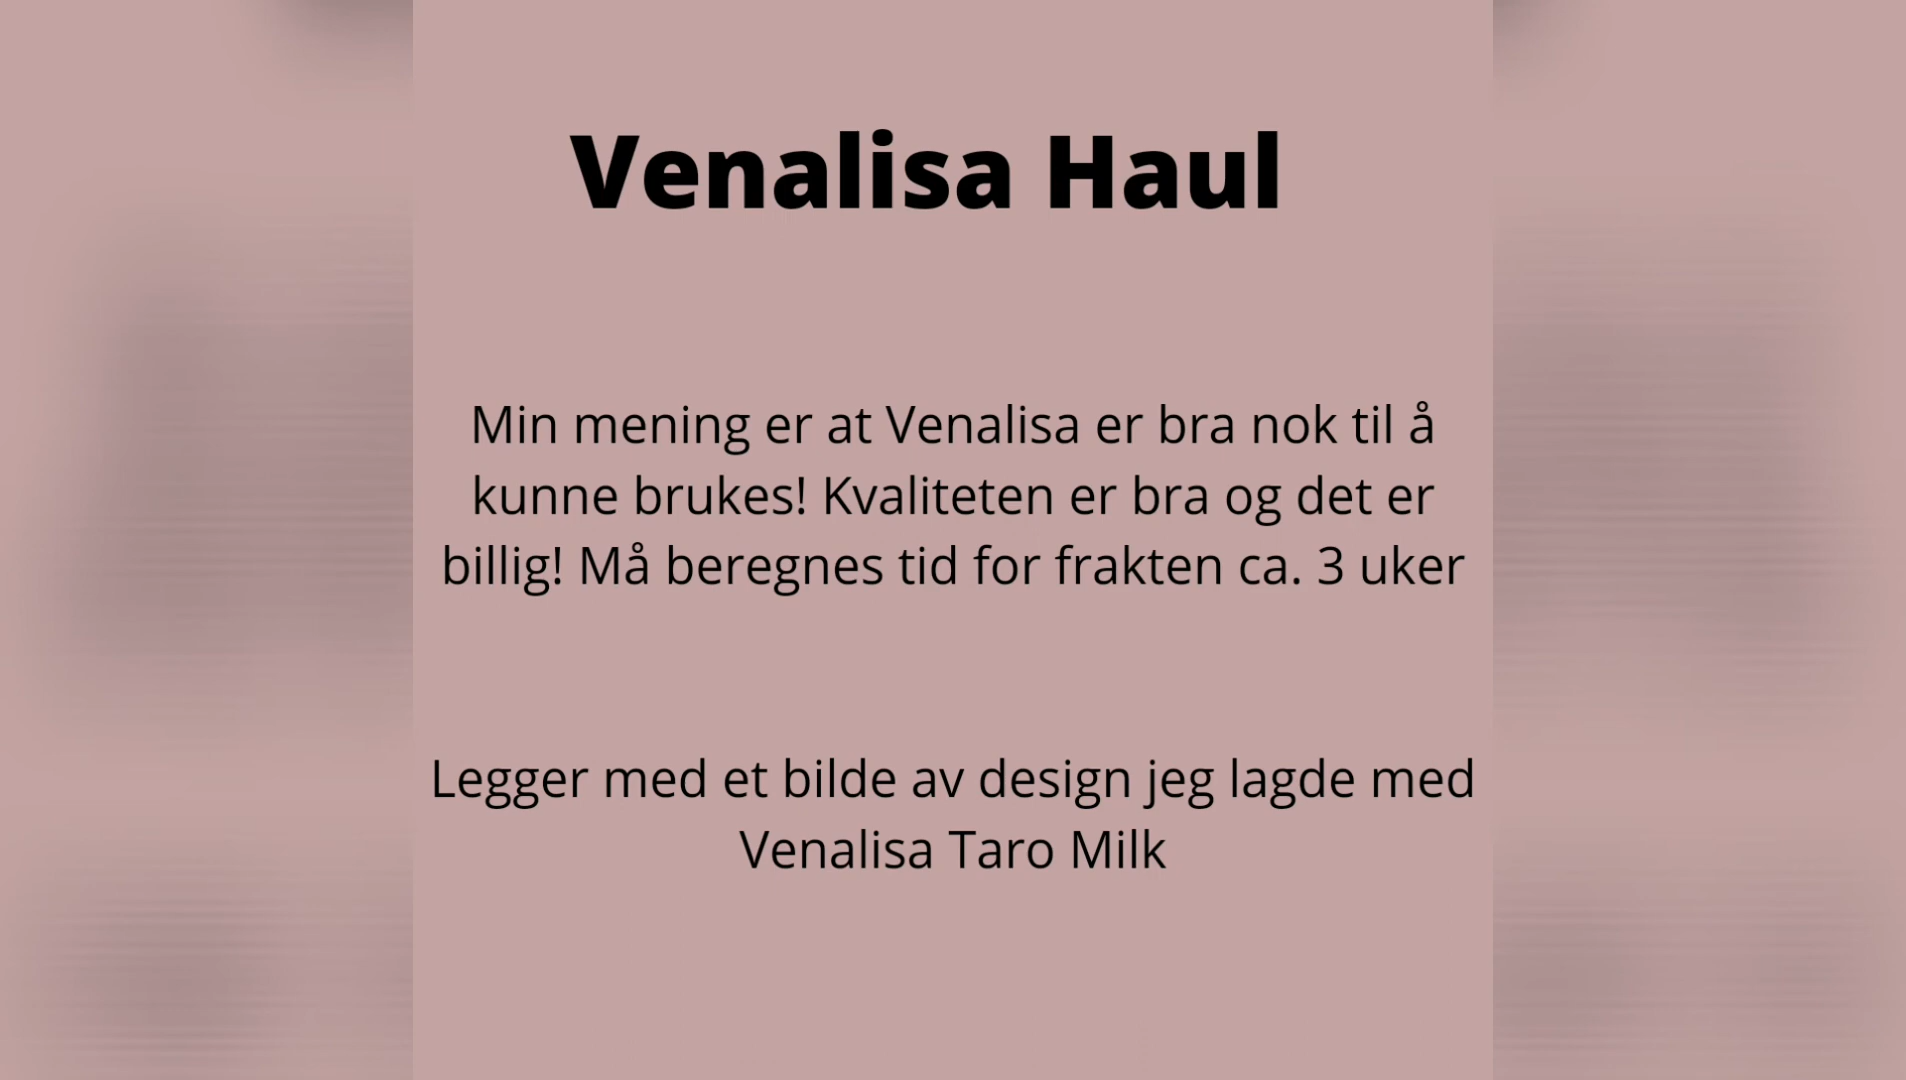 Venalisa Haul
Min mening er at Venalisa er bra nok til å
kunne brukes! Kvaliteten er bra og det er
billig! Må beregnes tid for frakten ca. 3 uker
Legger med et bilde av design jeg lagde med
Venalisa Taro Milk